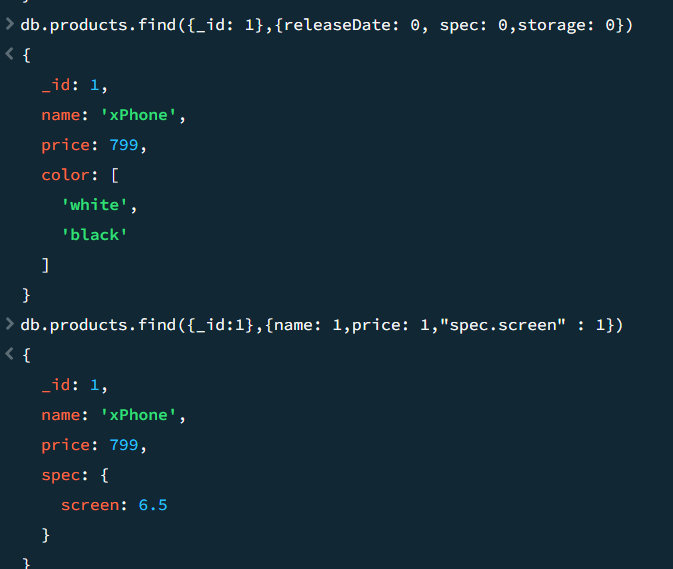 }
> db.products.find({_id: 1},{releaseDate: 0, spec: 0,storage: 0})
< {
_id: 1,
name: 'xPhone',
price: 799,
color: [
'white',
'black'
]
}
> db.products.find({_id:1},{name: 1,price: 1,"spec.screen" : 1})
< {
_id: 1,
name: 'xPhone',
price: 799,
spec: {
screen: 6.5
}
}